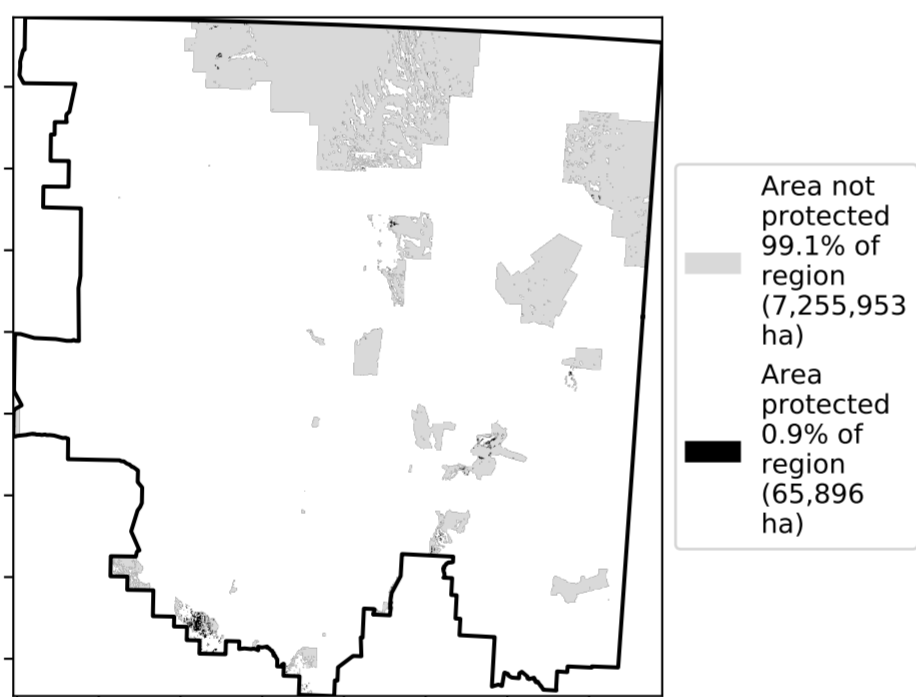 Area not
protected
99.1% of
region
(7,255,953
ha)
Area
protected
0.9% of
region
(65,896
ha)